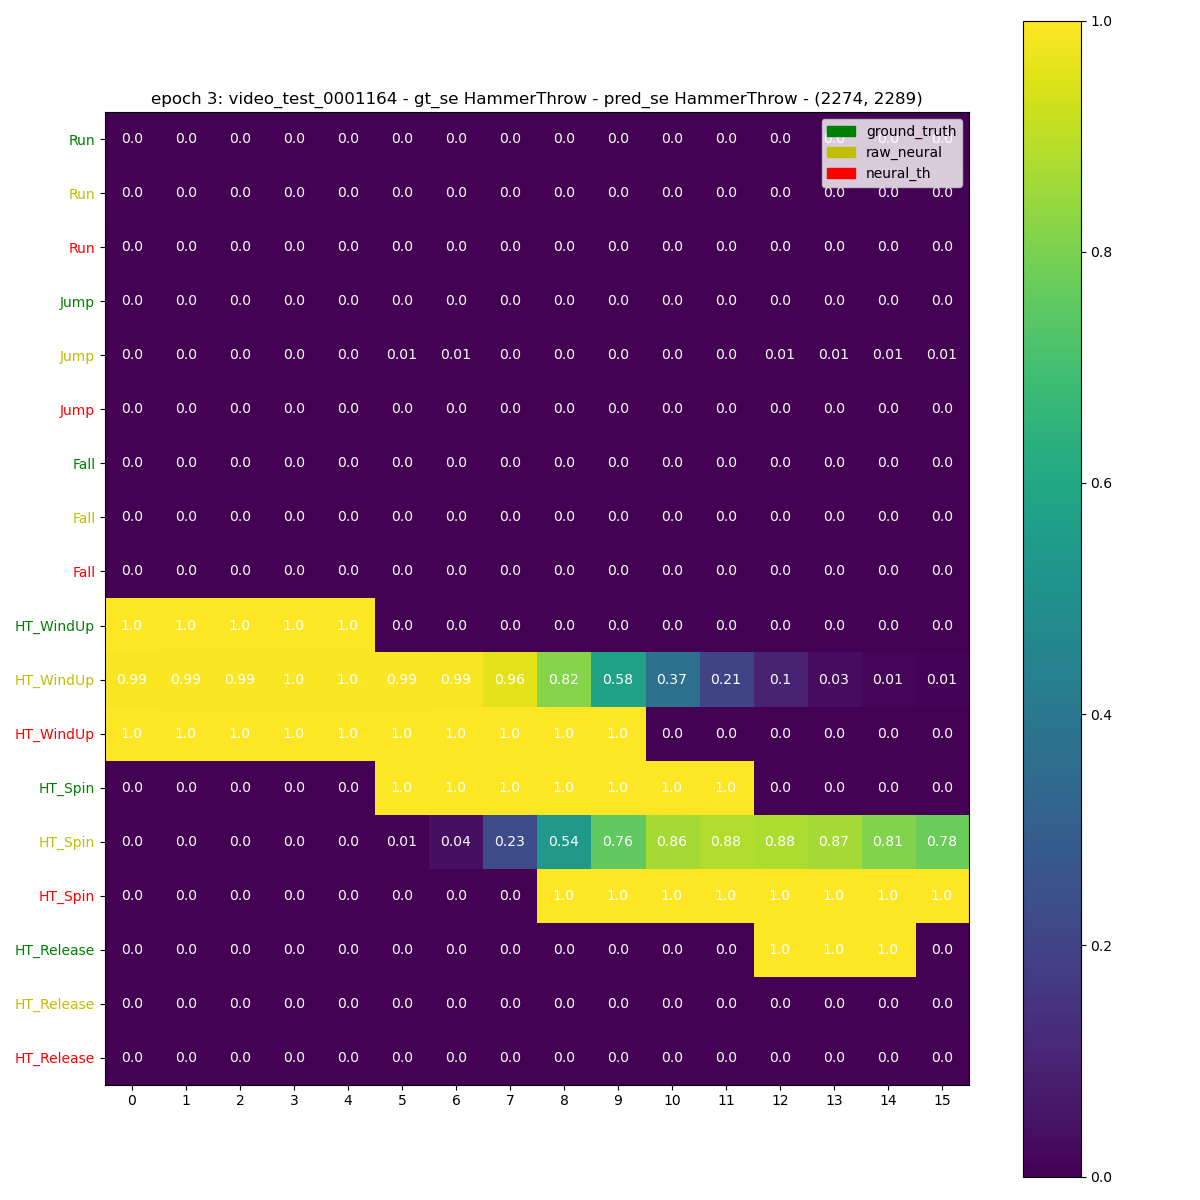 epoch 3: video_test_0001164 - gt_se HammerThrow - pred_se HammerThrow - (2274, 2289)
ground_truth
raw_neural
neural_th
Run 0.0 0.0 0.0 0.0 0.0 0.0 0.0 0.0 0.0 0.0 0.0 0.0 0.0 0.0 0.0 0.0
Run 0.0 0.0 0.0 0.0 0.0 0.0 0.0 0.0 0.0 0.0 0.0 0.0 0.0 0.0 0.0 0.0
Run 0.0 0.0 0.0 0.0 0.0 0.0 0.0 0.0 0.0 0.0 0.0 0.0 0.0 0.0 0.0 0.0
Jump 0.0 0.0 0.0 0.0 0.0 0.0 0.0 0.0 0.0 0.0 0.0 0.0 0.0 0.0 0.0 0.0
Jump 0.0 0.0 0.0 0.0 0.0 0.01 0.01 0.0 0.0 0.0 0.0 0.0 0.01 0.01 0.01 0.01
Jump 0.0 0.0 0.0 0.0 0.0 0.0 0.0 0.0 0.0 0.0 0.0 0.0 0.0 0.0 0.0 0.0
Fall 0.0 0.0 0.0 0.0 0.0 0.0 0.0 0.0 0.0 0.0 0.0 0.0 0.0 0.0 0.0 0.0
Fall 0.0 0.0 0.0 0.0 0.0 0.0 0.0 0.0 0.0 0.0 0.0 0.0 0.0 0.0 0.0 0.0
Fall 0.0 0.0 0.0 0.0 0.0 0.0 0.0 0.0 0.0 0.0 0.0 0.0 0.0 0.0 0.0 0.0
HT_WindUp 1.0 1.0 1.0 1.0 1.0 0.0 0.0 0.0 0.0 0.0 0.0 0.0 0.0 0.0 0.0 0.0
HT_WindUp 0.99 0.99 0.99 1.0 1.0 0.99 0.99 0.96 0.82 0.58 0.37 0.21 0.1 0.03 0.01 0.01
HT_WindUp 1.0 1.0 1.0 1.0 1.0 1.0 1.0 1.0 1.0 1.0 0.0 0.0 0.0 0.0 0.0 0.0
HT_Spin 0.0 0.0 0.0 0.0 0.0 1.0 1.0 1.0 1.0 1.0 1.0 1.0 0.0 0.0 0.0 0.0
HT_Spin 0.0 0.0 0.0 0.0 0.0 0.01 0.04 0.23 0.54 0.76 0.86 0.88 0.88 0.87 0.81 0.78
HT_Spin 0.0 0.0 0.0 0.0 0.0 0.0 0.0 0.0 1.0 1.0 1.0 1.0 1.0 1.0 1.0 1.0
HT_Release 0.0 0.0 0.0 0.0 0.0 0.0 0.0 0.0 0.0 0.0 0.0 0.0 1.0 1.0 1.0 0.0
HT_Release 0.0 0.0 0.0 0.0 0.0 0.0 0.0 0.0 0.0 0.0 0.0 0.0 0.0 0.0 0.0 0.0
HT_Release 0.0 0.0 0.0 0.0 0.0 0.0 0.0 0.0 0.0 0.0 0.0 0.0 0.0 0.0 0.0 0.0
0 1 2 3 4 5 6 7 8 9 10 11 12 13 14 15
1.0
0.8
0.6
0.4
0.2
0.0